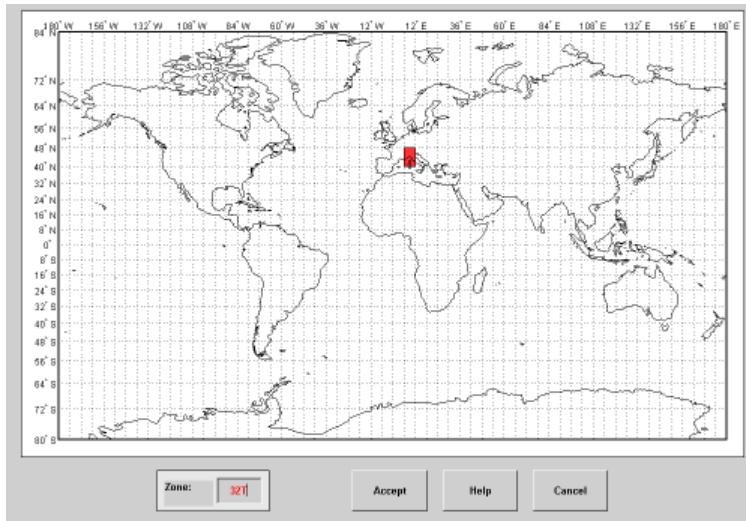 180° W 156° W 132° W 108° W 84° W 60° W 36° W 12° W 12° E 36° E 60° E 84° E 108° E 132° E 156° E 180° E
84° N
72° N
64° N
56° N
48° N
40° N
32° N
24° N
16° N
8° N
0°
8° S
16° S
24° S
32° S
40° S
48° S
56° S
64° S
72° S
80° S
Zone: 32T Accept Help Cancel